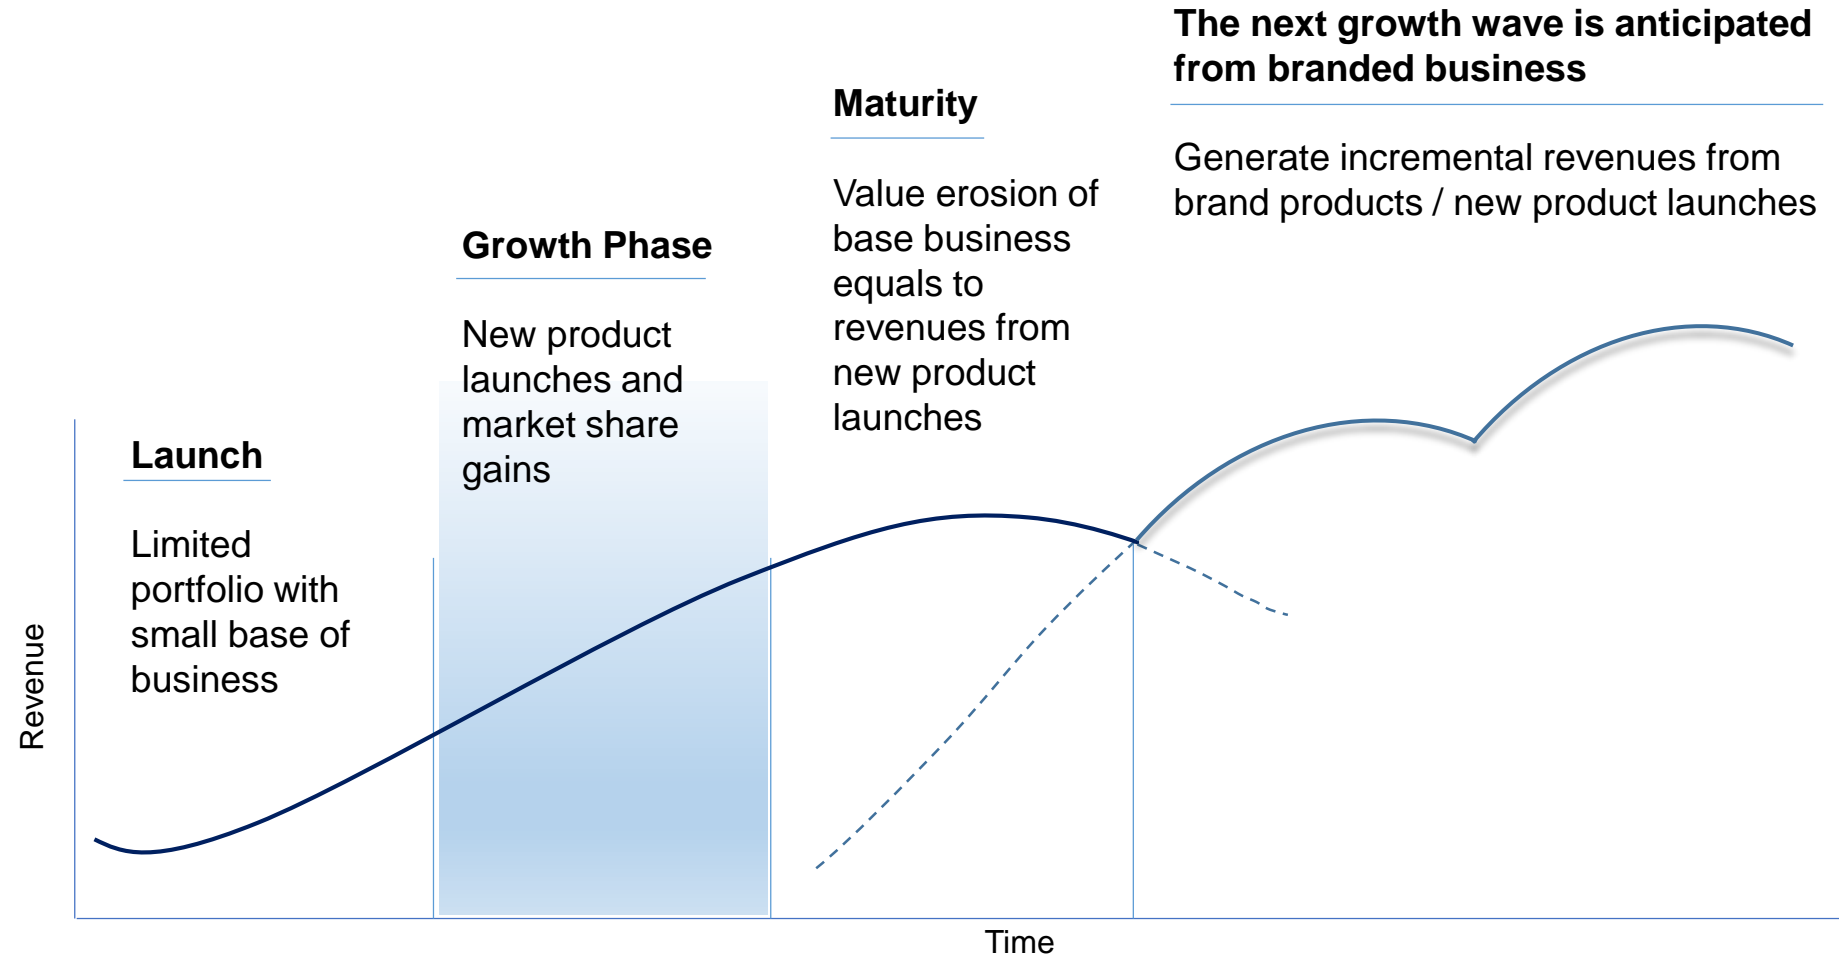 The next growth wave is anticipated
from branded business
Generate incremental revenues from
brand products / new product launches
Maturity
Value erosion of
base business
equals to
revenues from
new product
launches
Growth Phase
New product
launches and
market share
gains
Launch
Limited
portfolio with
small base of
business
Revenue
Time